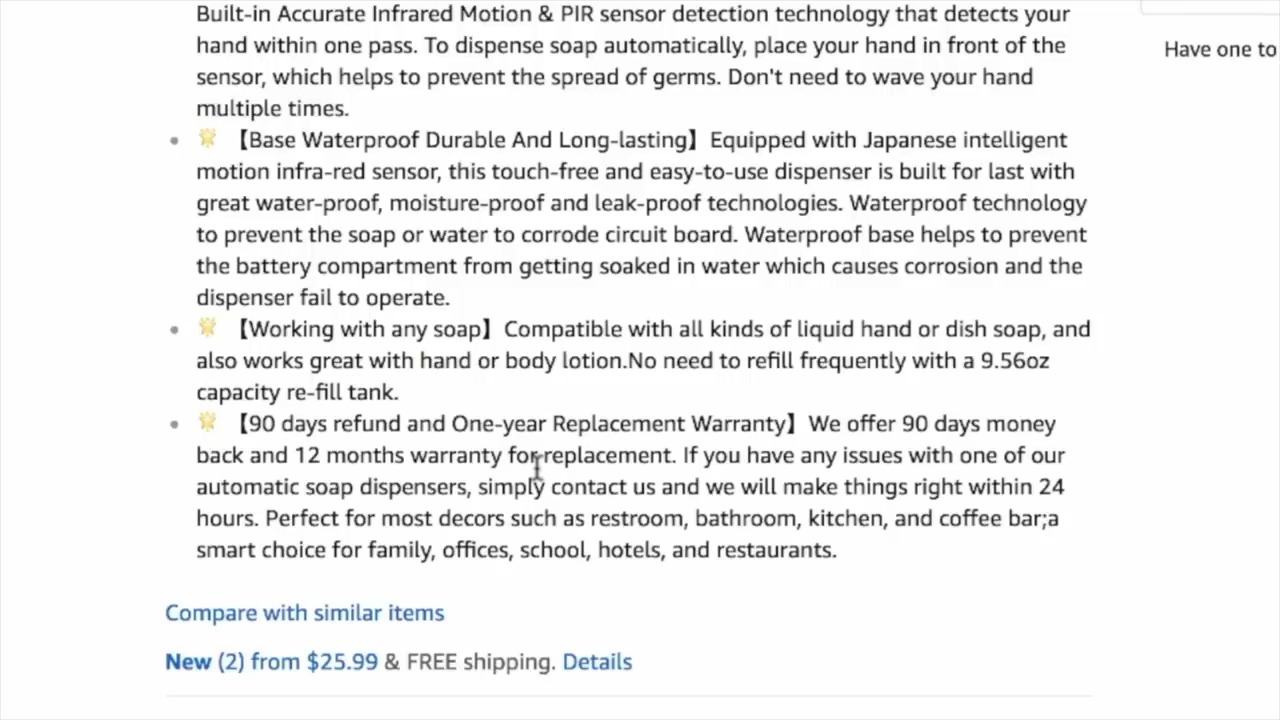 Built-in Accurate Infrared Motion & PIR sensor detection technology that detects your
hand within one pass. To dispense soap automatically, place your hand in front of the
Have one to
sensor, which helps to prevent the spread of germs. Don't need to wave your hand
multiple times.
【Base Waterproof Durable And Long-lasting】Equipped with Japanese intelligent
motion infra-red sensor, this touch-free and easy-to-use dispenser is built for last with
great water-proof, moisture-proof and leak-proof technologies. Waterproof technology
to prevent the soap or water to corrode circuit board. Waterproof base helps to prevent
the battery compartment from getting soaked in water which causes corrosion and the
dispenser fail to operate.
【Working with any soap】Compatible with all kinds of liquid hand or dish soap, and
also works great with hand or body lotion.No need to refill frequently with a 9.56oz
capacity re-fill tank.
【90 days refund and One-year Replacement Warranty】We offer 90 days money
back and 12 months warranty for replacement. If you have any issues with one of our
automatic soap dispensers, simply contact us and we will make things right within 24
hours. Perfect for most decors such as restroom, bathroom, kitchen, and coffee bar;a
smart choice for family, offices, school, hotels, and restaurants.
Compare with similar items
New (2) from $25.99 & FREE shipping. Details